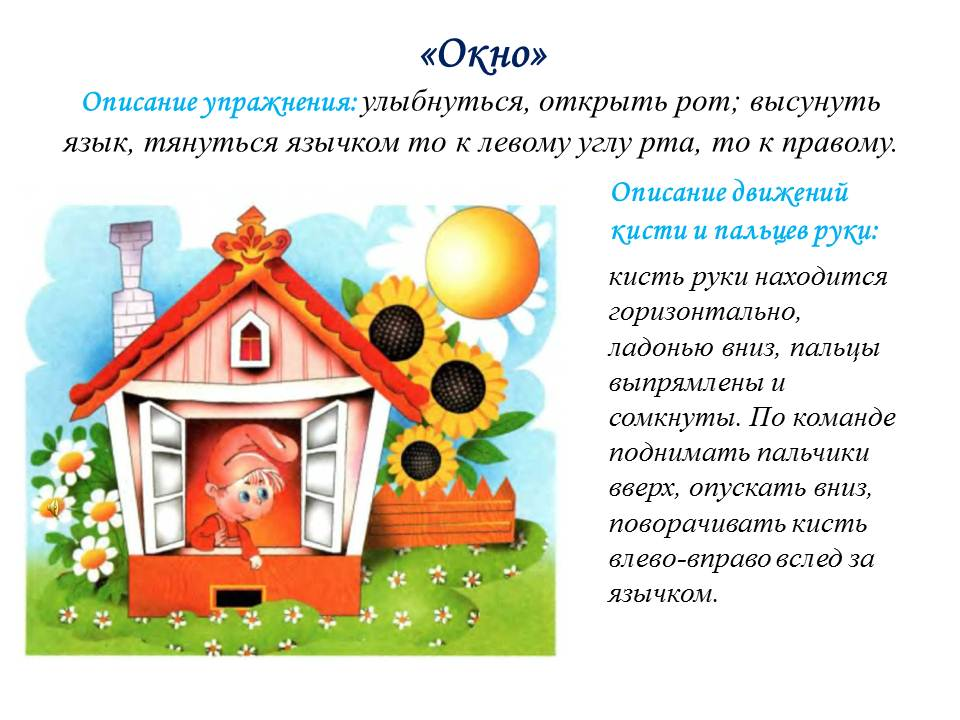 «Окно»
Описание упражнения: улыбнуться, открыть рот; высунуть
язык, тянуться язычком то к левому углу рта, то к правому.
Описание движений
кисти и пальцев руки:
кисть руки находится
горизонтально,
ладонью вниз, пальцы
выпрямлены и
сомкнуты. По команде
поднимать пальчики
вверх, опускать вниз,
поворачивать кисть
влево-вправо вслед за
язычком.